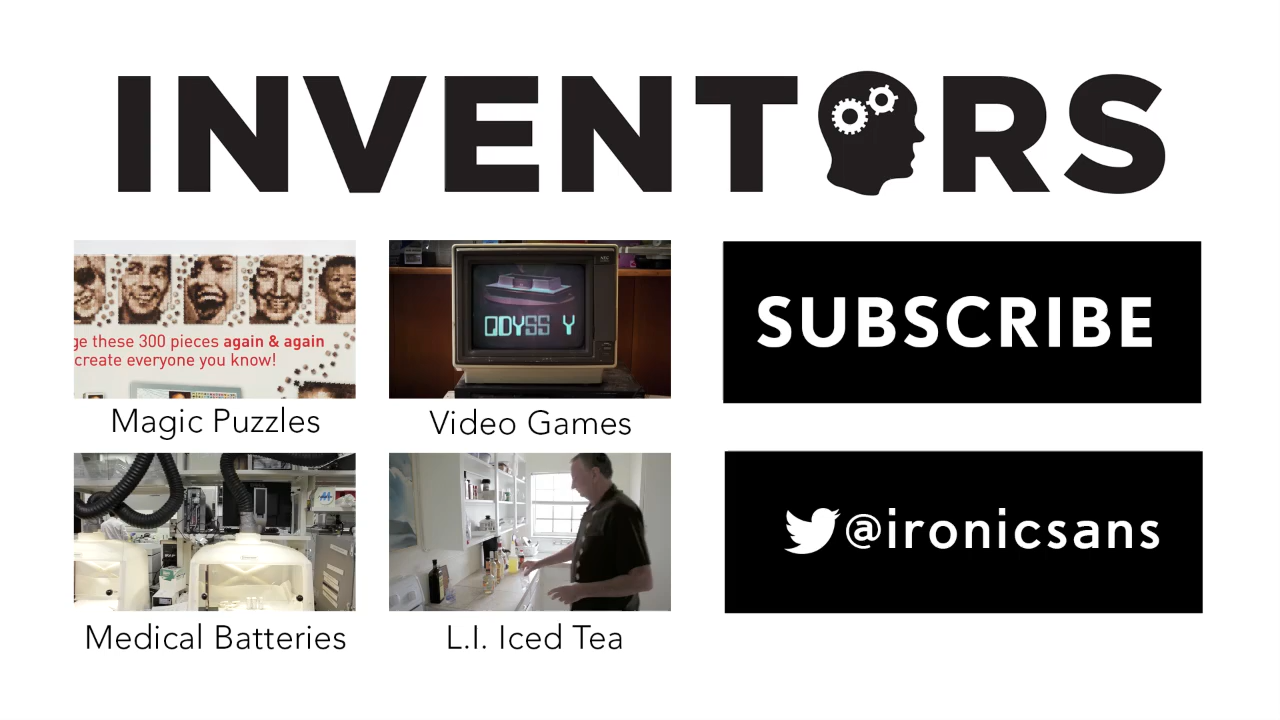 INVENTORS
ge these 300 pieces again & again
create everyone you know!
Magic Puzzles
ODYSS Y
Video Games
SUBSCRIBE
Medical Batteries
L.I. Iced Tea
@ironicsans